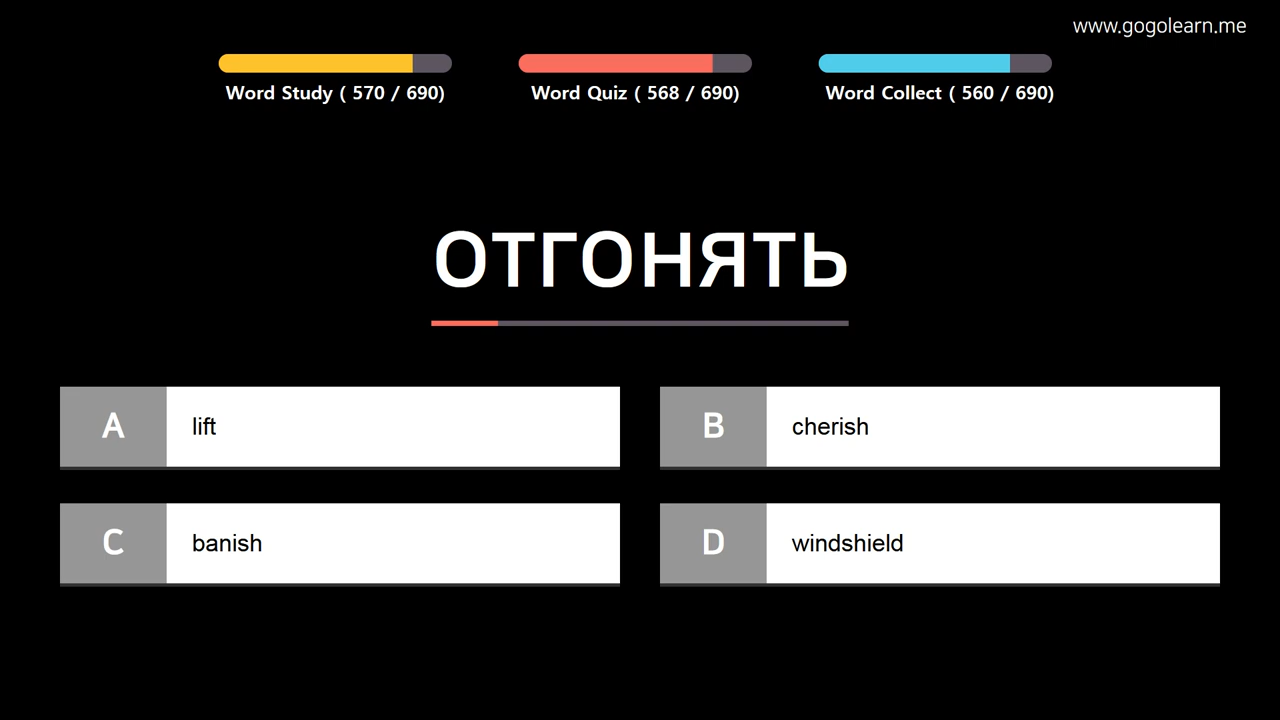 www.gogolearn.me
Word Study ( 570 / 690)
Word Quiz ( 568 / 690)
Word Collect ( 560 / 690)
ОТГОНЯТЬ
A lift
B cherish
C banish
D windshield